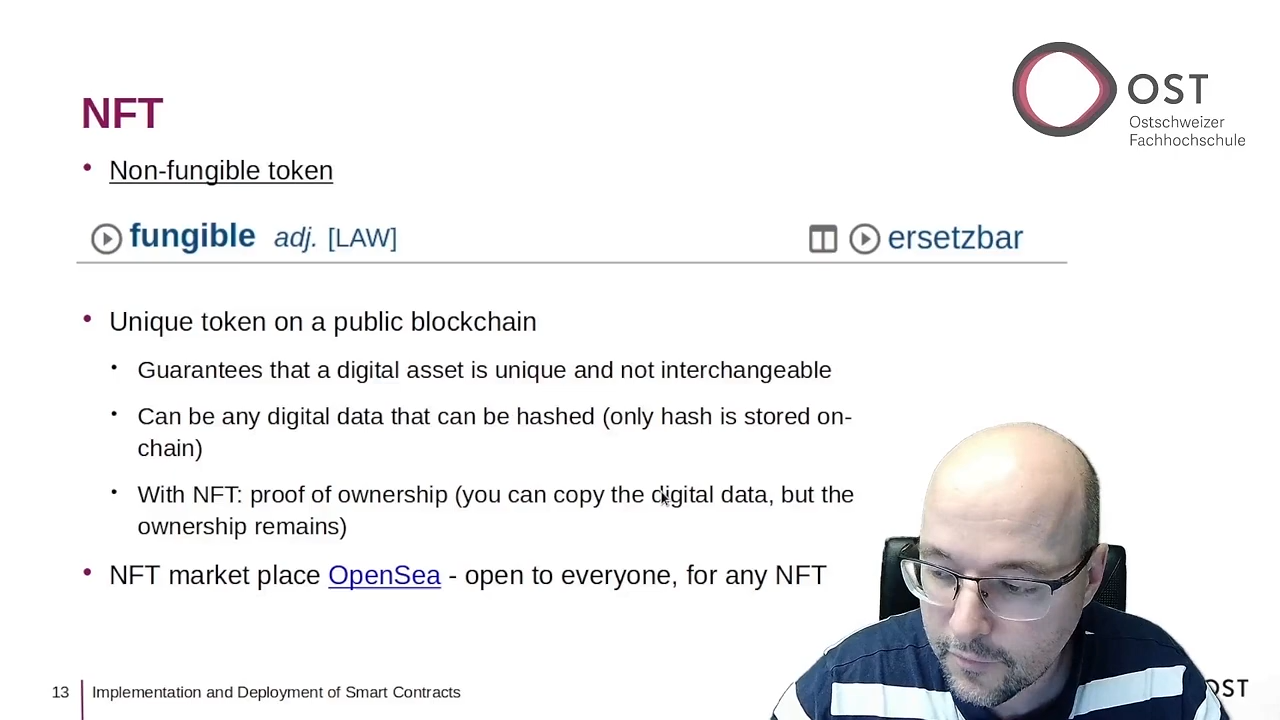 OST
Ostschweizer
Fachhochschule
NFT
• Non-fungible token
fungible adj. [LAW] ersetzbar
• Unique token on a public blockchain
• Guarantees that a digital asset is unique and not interchangeable
• Can be any digital data that can be hashed (only hash is stored on-
chain)
• With NFT: proof of ownership (you can copy the digital data, but the
ownership remains)
• NFT market place OpenSea - open to everyone, for any NFT
13 Implementation and Deployment of Smart Contracts
OST